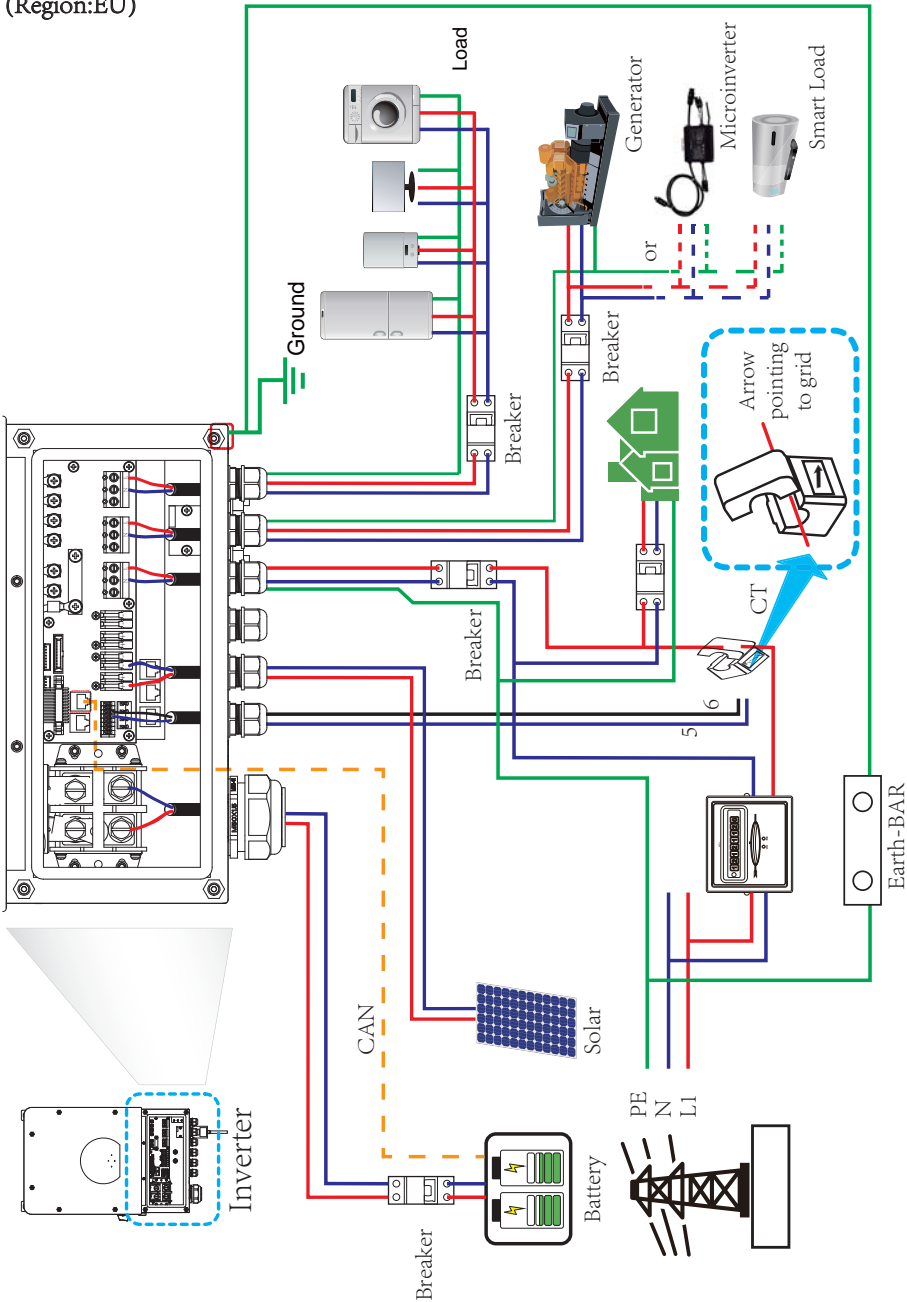 (Region:EU)
Load
Ground
Generator
Microinverter
Smart Load
or
Breaker
Breaker
Arrow
pointing
to grid
Breaker
CT
6
5
Earth-BAR
CAN
Solar
PE
N
L1
Inverter
Battery
Breaker